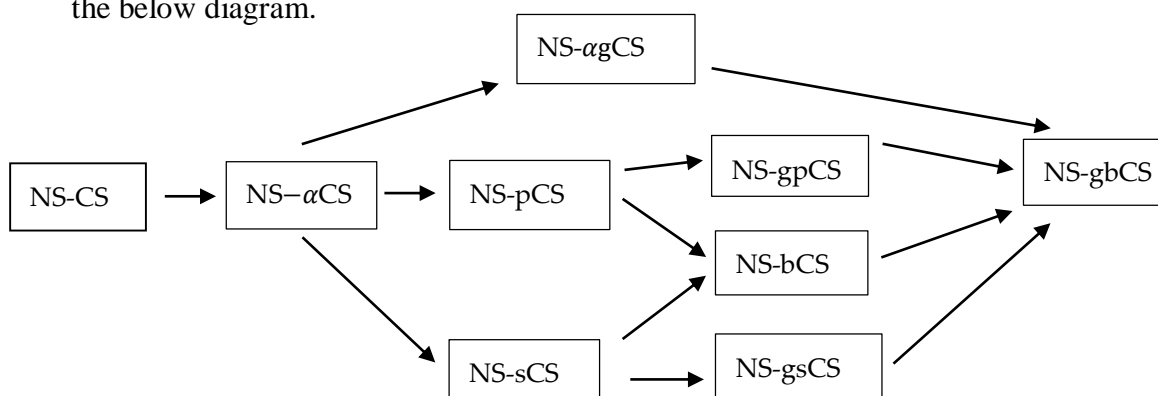 the below diagram.
NS-αgCS
NS-CS
NS−αCS
NS-pCS
NS-gpCS
NS-gbCS
NS-bCS
NS-sCS
NS-gsCS